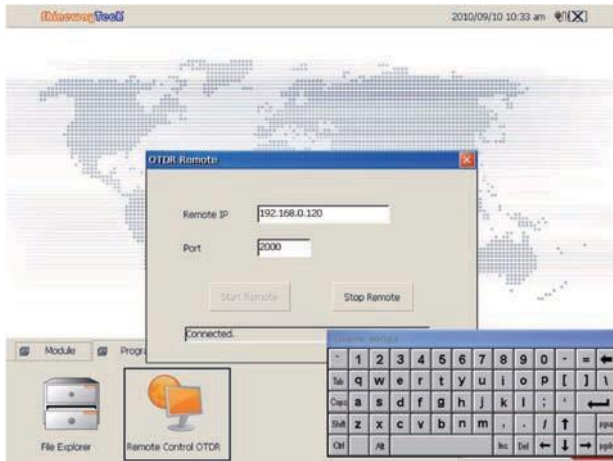 ShinewayTech
2010/09/10 10:33 am
OTDR Remote
Remote IP 192.168.0.120
Port 2000
Start Remote Stop Remote
Connected.
Module
File Explorer Remote Control OTDR
` 1 2 3 4 5 6 7 8 9 0 - =
Tab q w e r t y u i o p [ ] \
Caps a s d f g h j k l ; '
Shift z x c v b n m , . /
Ctrl Alt Ins Del